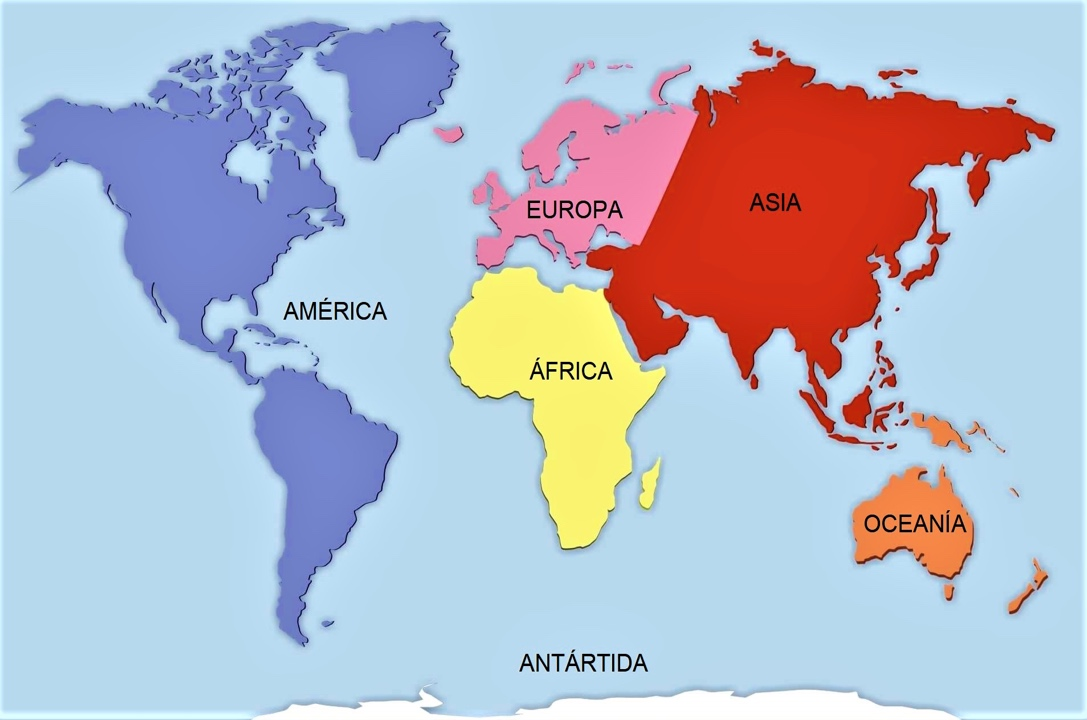 EUROPA
ASIA
AMÉRICA
ÁFRICA
OCEANÍA
ANTÁRTIDA